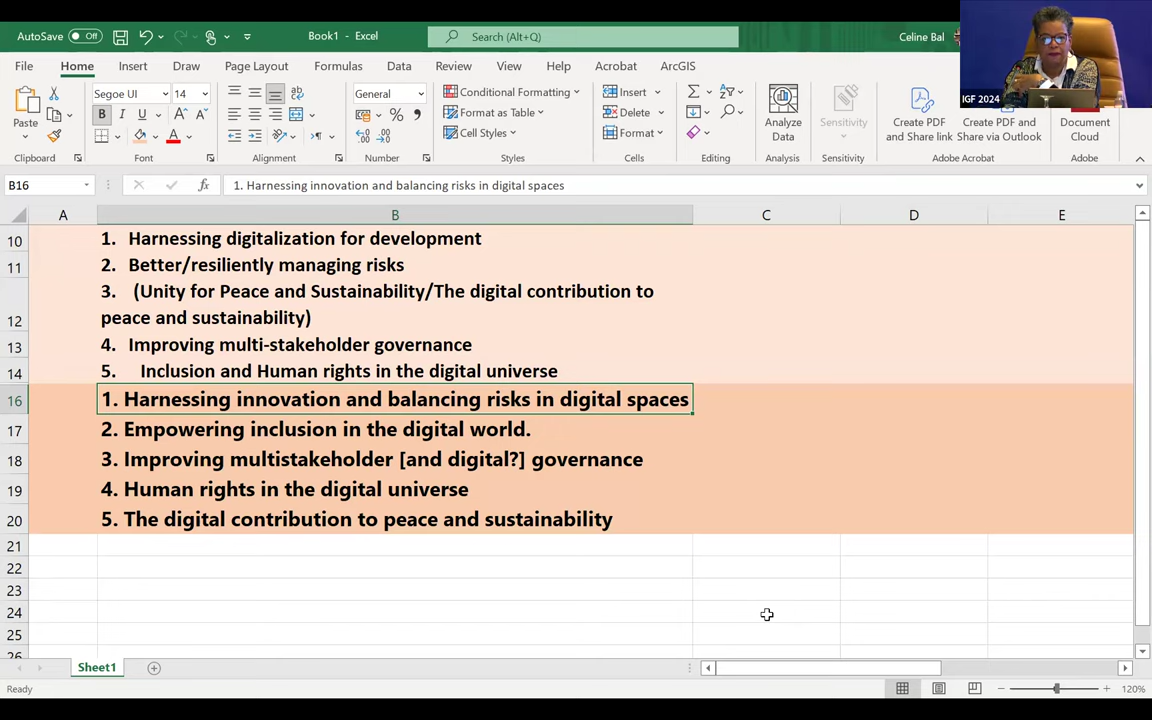 AutoSave Off Book1 - Excel Search (Alt+Q) Celine Bal
File Home Insert Draw Page Layout Formulas Data Review View Help Acrobat ArcGIS
IGF 2024
Paste
Clipboard
Segoe UI 14
B I U
Font
Alignment
General
Number
Conditional Formatting
Format as Table
Cell Styles
Styles
Insert
Delete
Format
Cells
Editing
Analyze Data
Analysis
Sensitivity
Sensitivity
Create PDF and Share link
Create PDF and Share via Outlook
Adobe Acrobat
Document Cloud
Adobe
B16 fx 1. Harnessing innovation and balancing risks in digital spaces
A B C D E
10 1. Harnessing digitalization for development
11 2. Better/resiliently managing risks
3. (Unity for Peace and Sustainability/The digital contribution to
12 peace and sustainability)
13 4. Improving multi-stakeholder governance
14 5. Inclusion and Human rights in the digital universe
16 1. Harnessing innovation and balancing risks in digital spaces
17 2. Empowering inclusion in the digital world.
18 3. Improving multistakeholder [and digital?] governance
19 4. Human rights in the digital universe
20 5. The digital contribution to peace and sustainability
21
22
23
24
25
26
Sheet1
Ready 120%